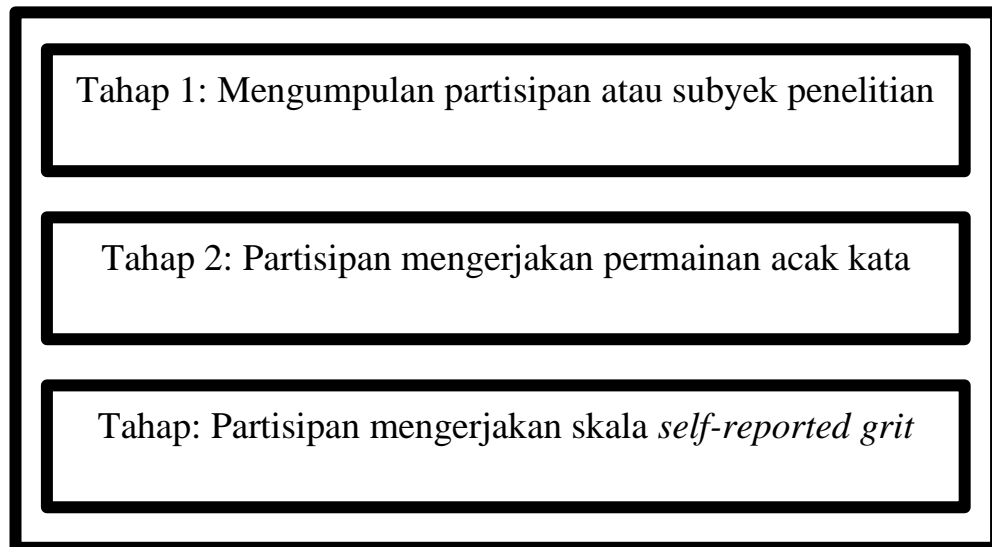 Tahap 1: Mengumpulan partisipan atau subyek penelitian
Tahap 2: Partisipan mengerjakan permainan acak kata
Tahap: Partisipan mengerjakan skala self-reported grit